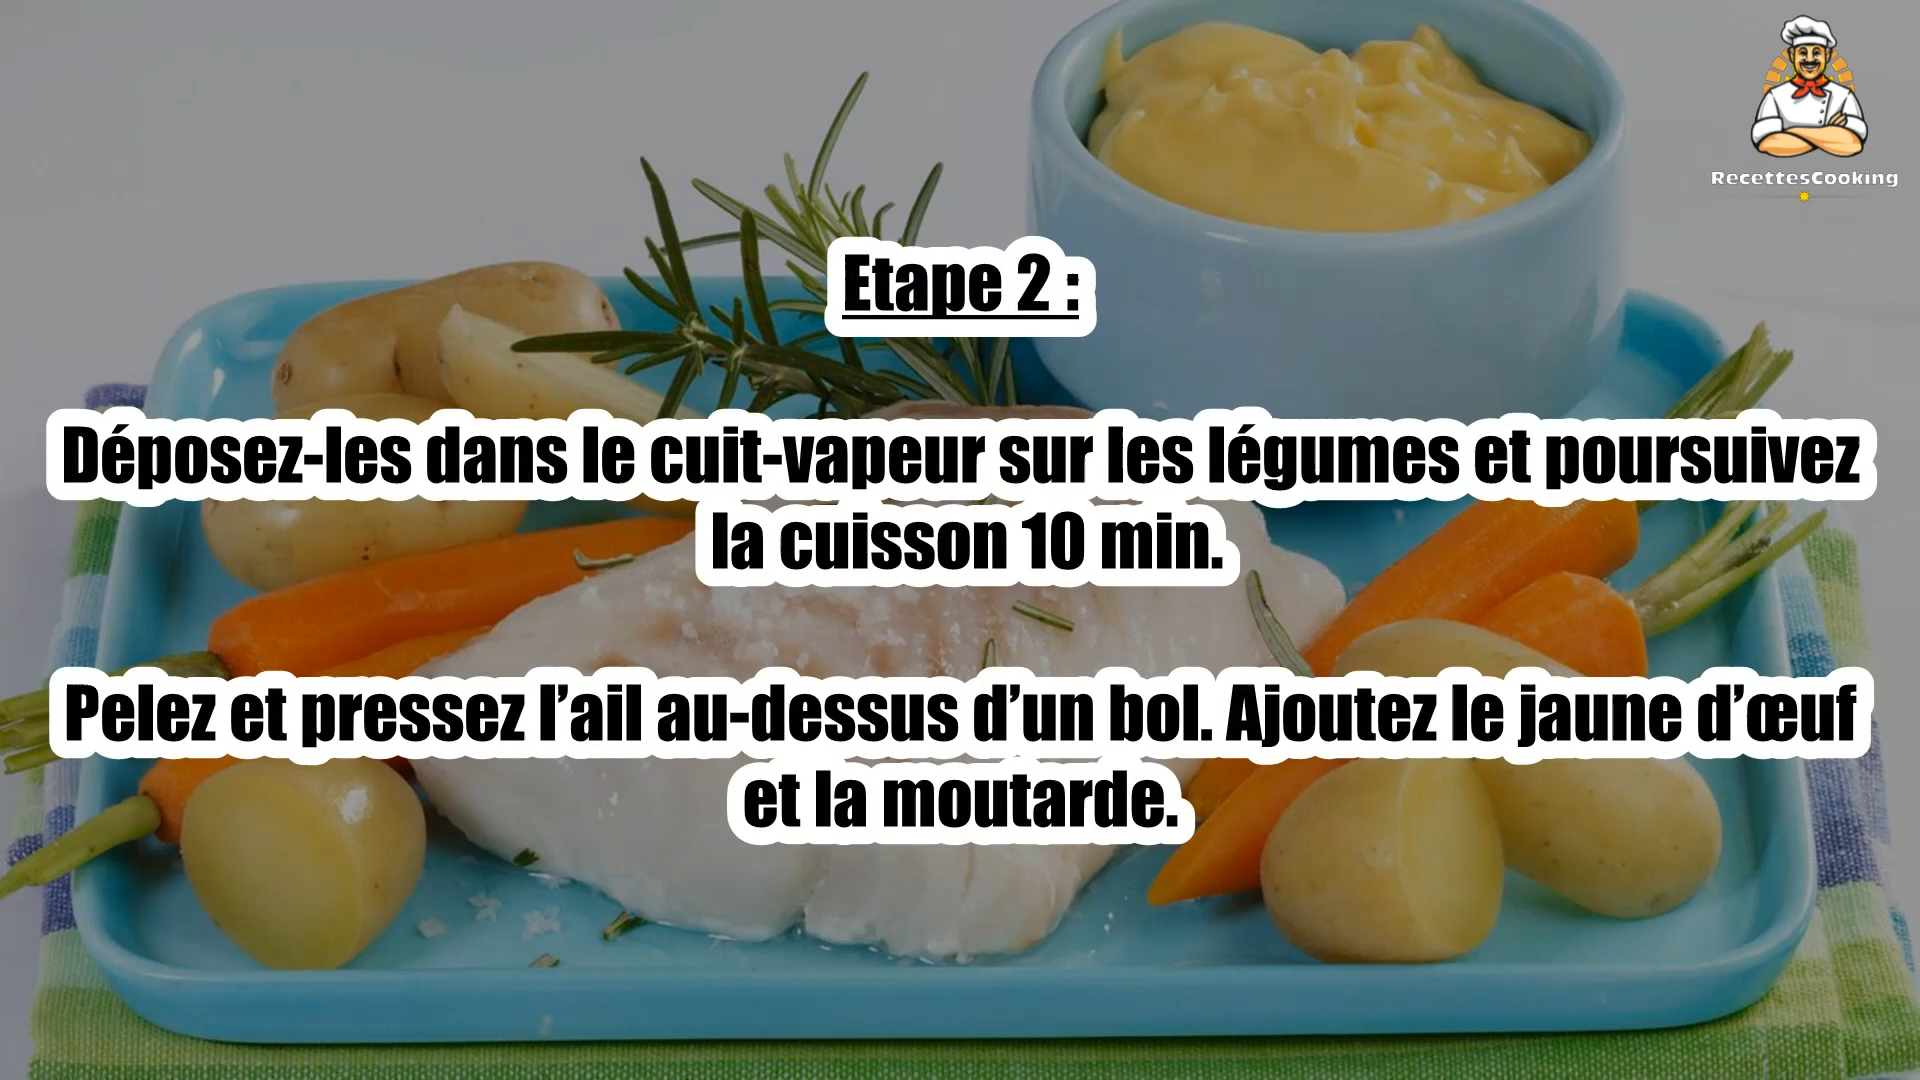 RecettesCooking
Etape 2 :
Déposez-les dans le cuit-vapeur sur les légumes et poursuivez
la cuisson 10 min.
Pelez et pressez l’ail au-dessus d’un bol. Ajoutez le jaune d’œuf
et la moutarde.